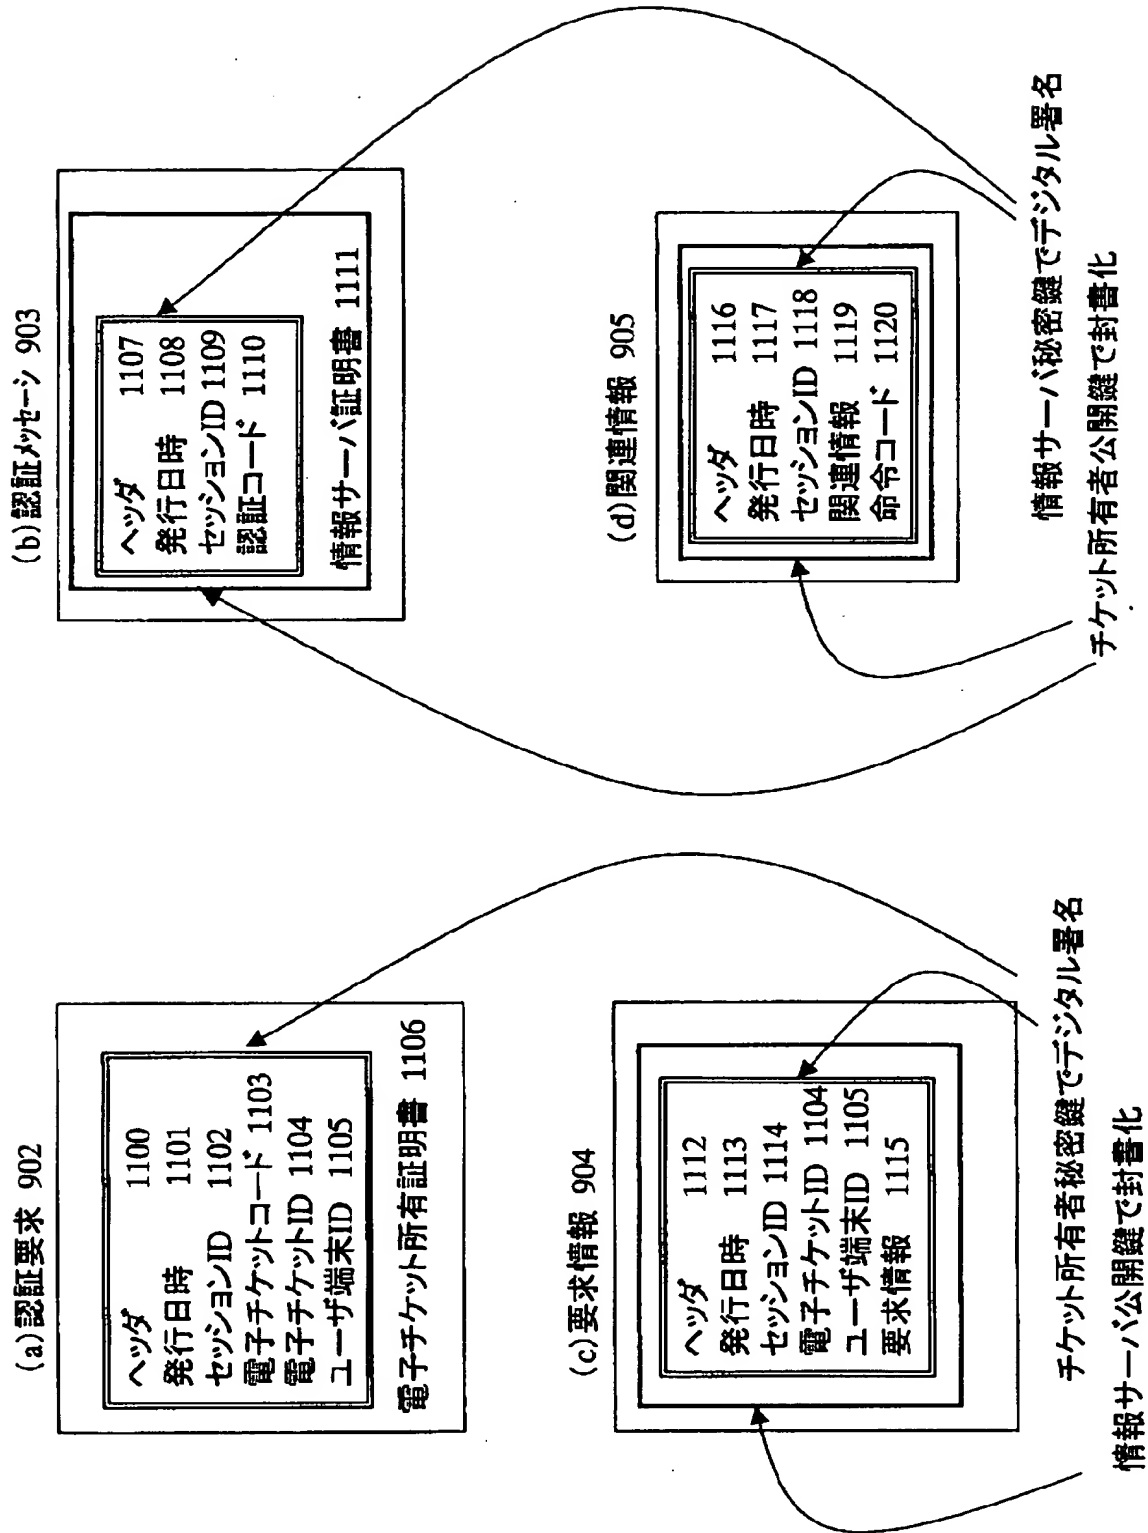 (a)認証要求 902
ヘッダ 1100
発行日時 1101
セッションID 1102
電子チケットコード 1103
電子チケットID 1104
ユーザ端末ID 1105
電子チケット所有証明書 1106
(b)認証メッセージ 903
ヘッダ 1107
発行日時 1108
セッションID 1109
認証コード 1110
情報サーバ証明書 1111
(c)要求情報 904
ヘッダ 1112
発行日時 1113
セッションID 1114
電子チケットID 1104
ユーザ端末ID 1105
要求情報 1115
チケット所有者秘密鍵でデジタル署名
情報サーバ公開鍵で封書化
(d)関連情報 905
ヘッダ 1116
発行日時 1117
セッションID 1118
関連情報 1119
命令コード 1120
情報サーバ秘密鍵でデジタル署名
チケット所有者公開鍵で封書化